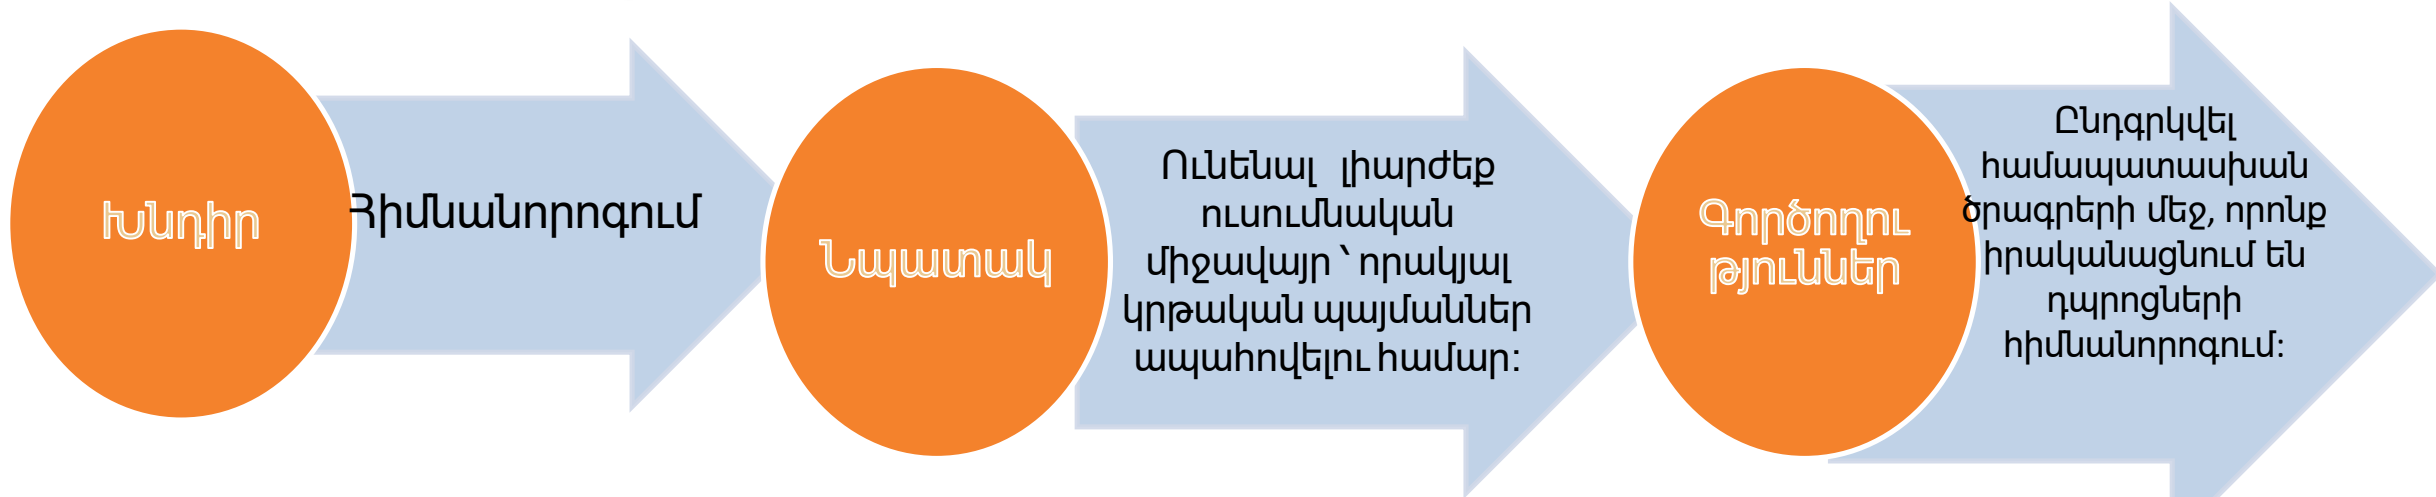 Խնդիր
Հիմնանորոգում
Նպատակ
Ունենալ լիարժեք
ուսումնական
միջավայր ՝ որակյալ
կրթական պայմաններ
ապահովելու համար:
Գործողու
թյուններ
Ընդգրկվել
համապատասխան
ծրագրերի մեջ, որոնք
իրականացնում են
դպրոցների
հիմնանորոգում: